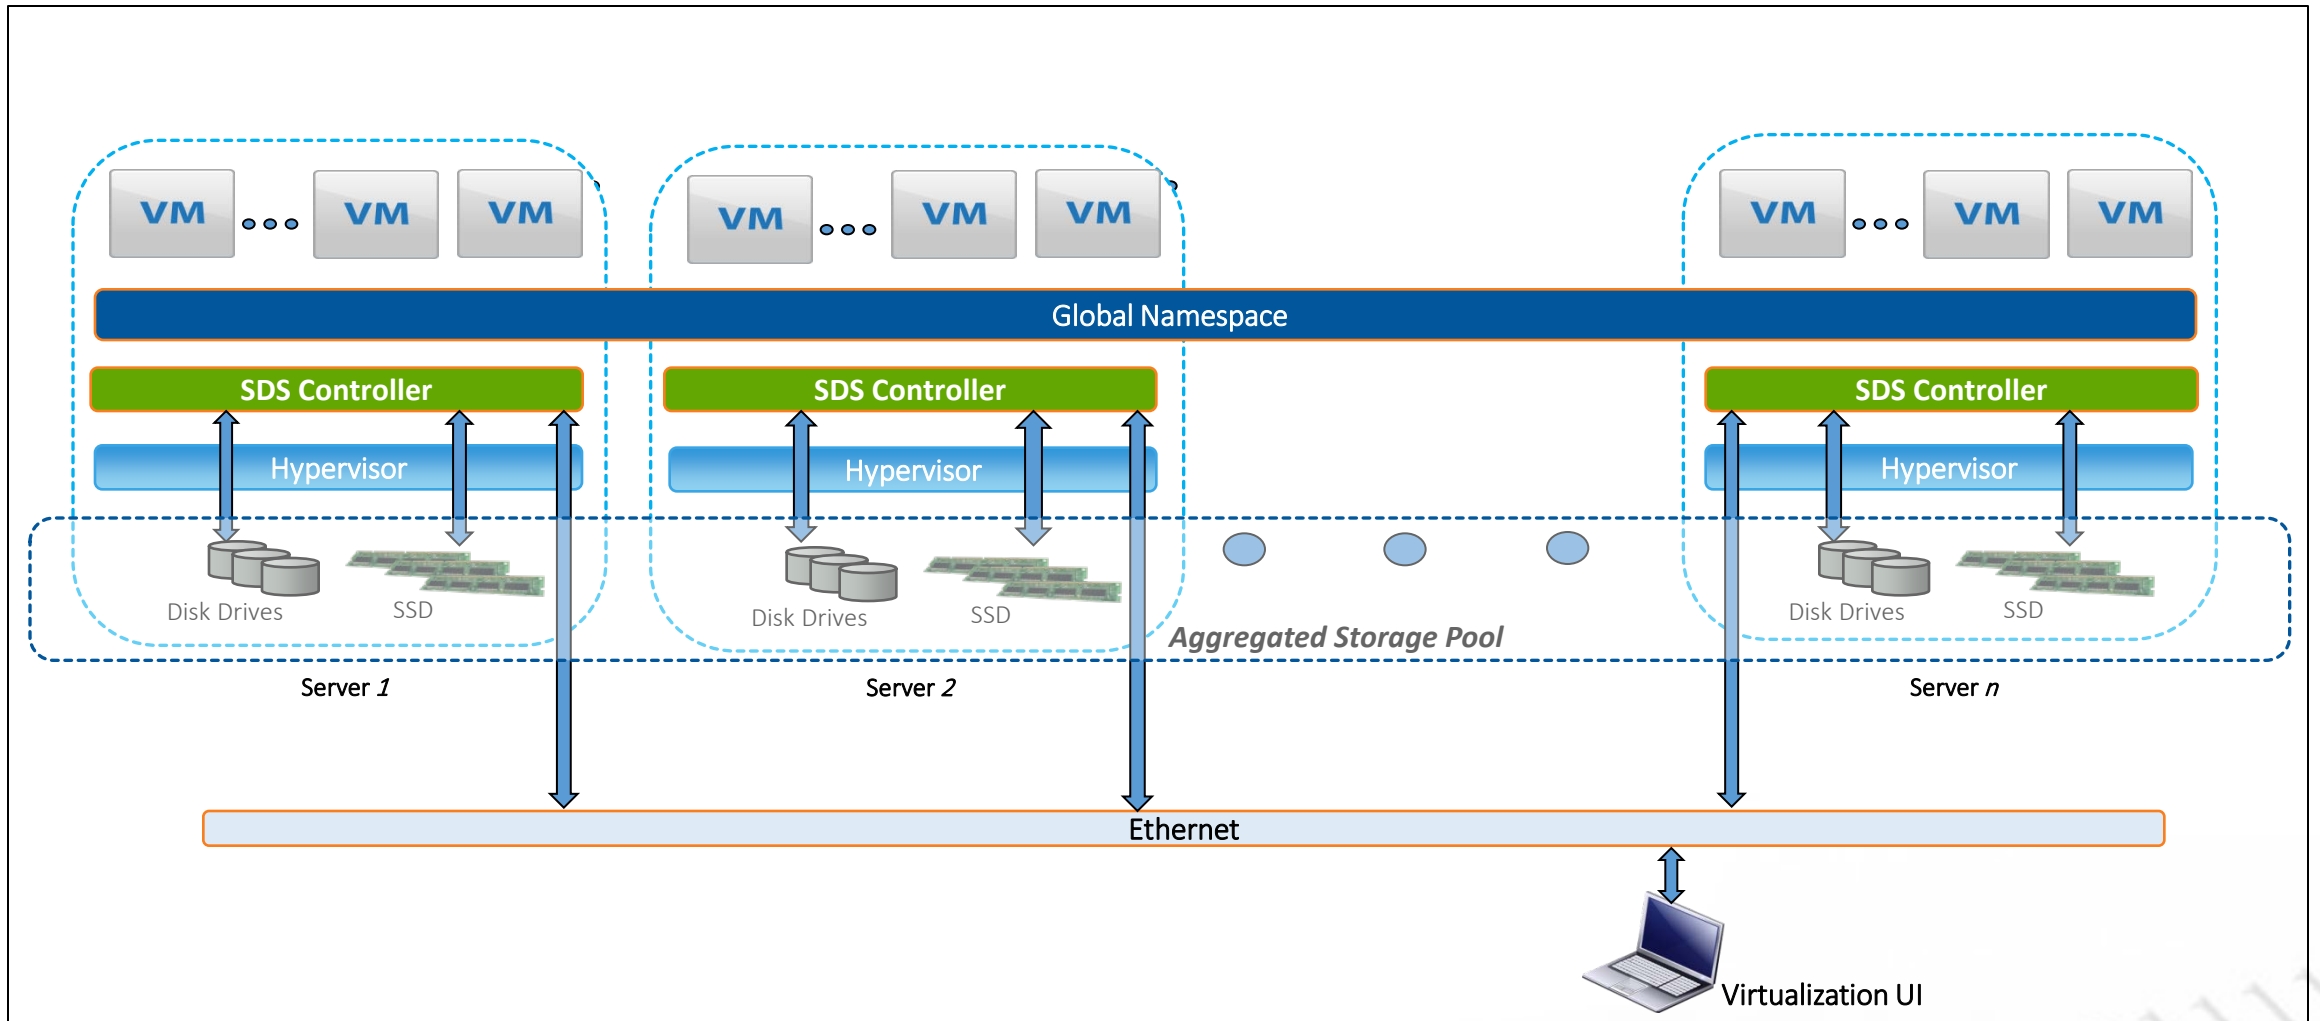 VM VM VM VM VM VM VM VM VM
Global Namespace
SDS Controller SDS Controller SDS Controller
Hypervisor Hypervisor Hypervisor
Disk Drives SSD Disk Drives SSD Disk Drives SSD
Aggregated Storage Pool
Server 1 Server 2 Server n
Ethernet
Virtualization UI